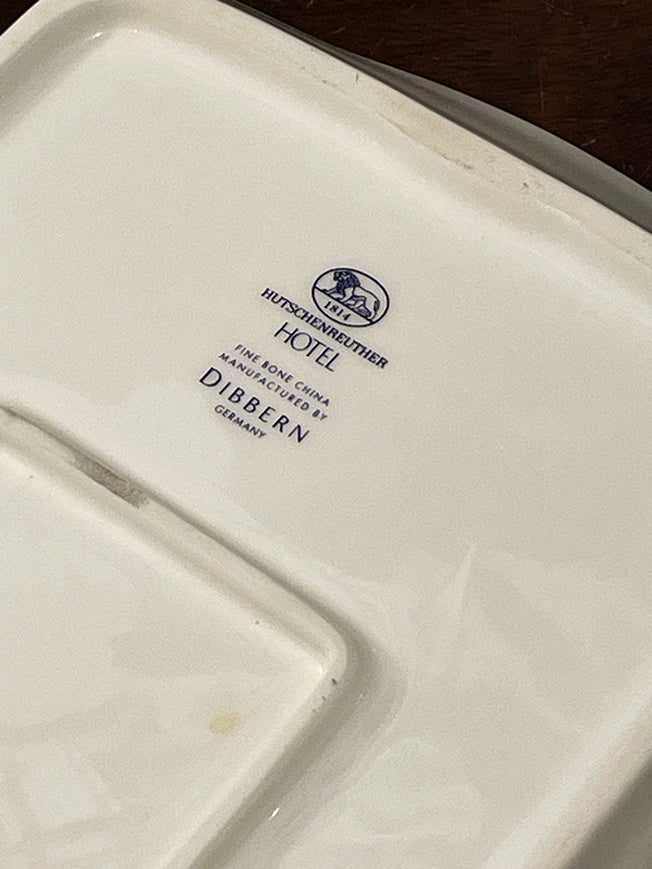 1814
HUTSCHENREUTHER
HOTEL
FINE BONE CHINA
MANUFACTURED BY
DIBBERN
GERMANY